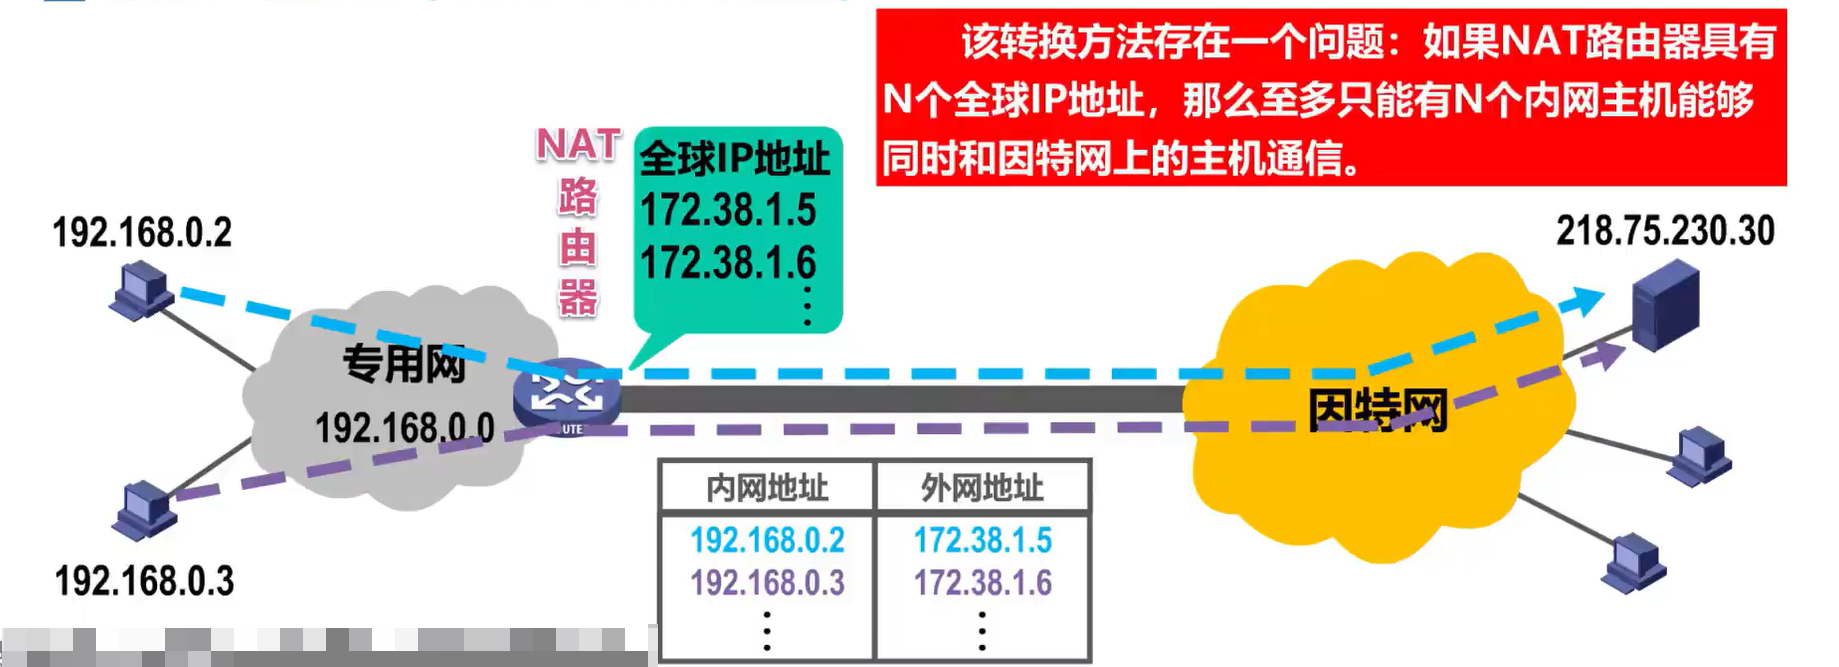 该转换方法存在一个问题：如果NAT路由器具有
N个全球IP地址，那么至多只能有N个内网主机能够
同时和因特网上的主机通信。
NAT
路
由
器
全球IP地址
172.38.1.5
172.38.1.6
⋮
192.168.0.2
218.75.230.30
专用网
192.168.0.0
UTE
因特网
192.168.0.3
内网地址 外网地址
192.168.0.2 172.38.1.5
192.168.0.3 172.38.1.6
⋮ ⋮